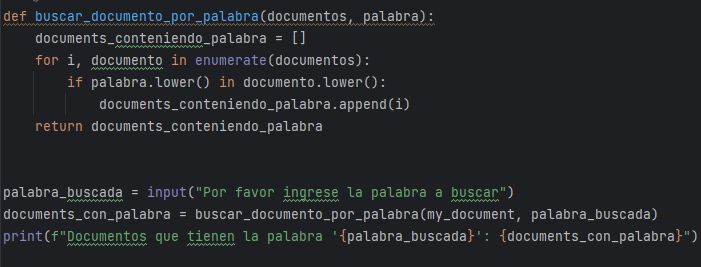 def buscar_documento_por_palabra(documentos, palabra):
    documents_conteniendo_palabra = []
    for i, documento in enumerate(documentos):
        if palabra.lower() in documento.lower():
            documents_conteniendo_palabra.append(i)
    return documents_conteniendo_palabra
palabra_buscada = input("Por favor ingrese la palabra a buscar")
documents_con_palabra = buscar_documento_por_palabra(my_document, palabra_buscada)
print(f"Documentos que tienen la palabra '{palabra_buscada}': {documents_con_palabra}")